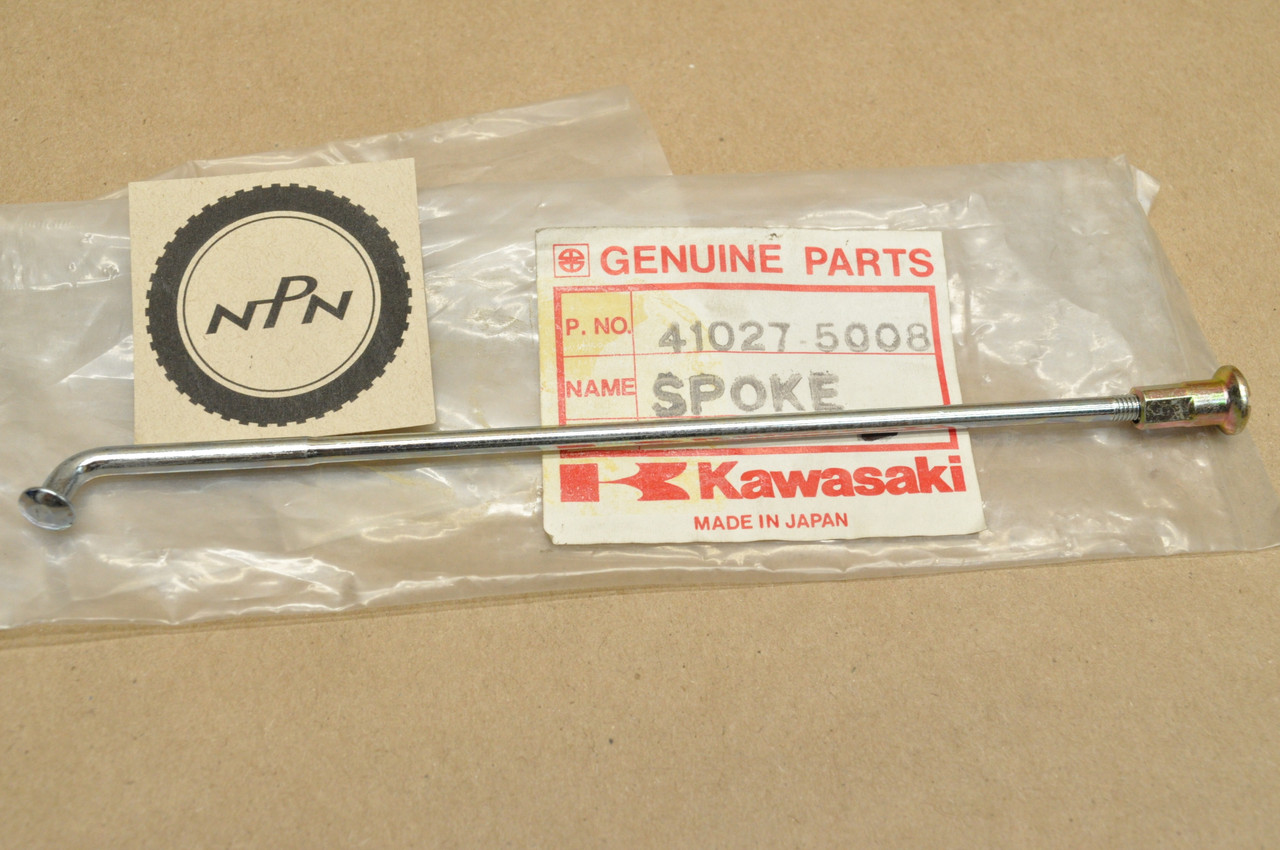 NPN
GENUINE PARTS
P. NO. 41027-5008
NAME SPOKE
Kawasaki
MADE IN JAPAN